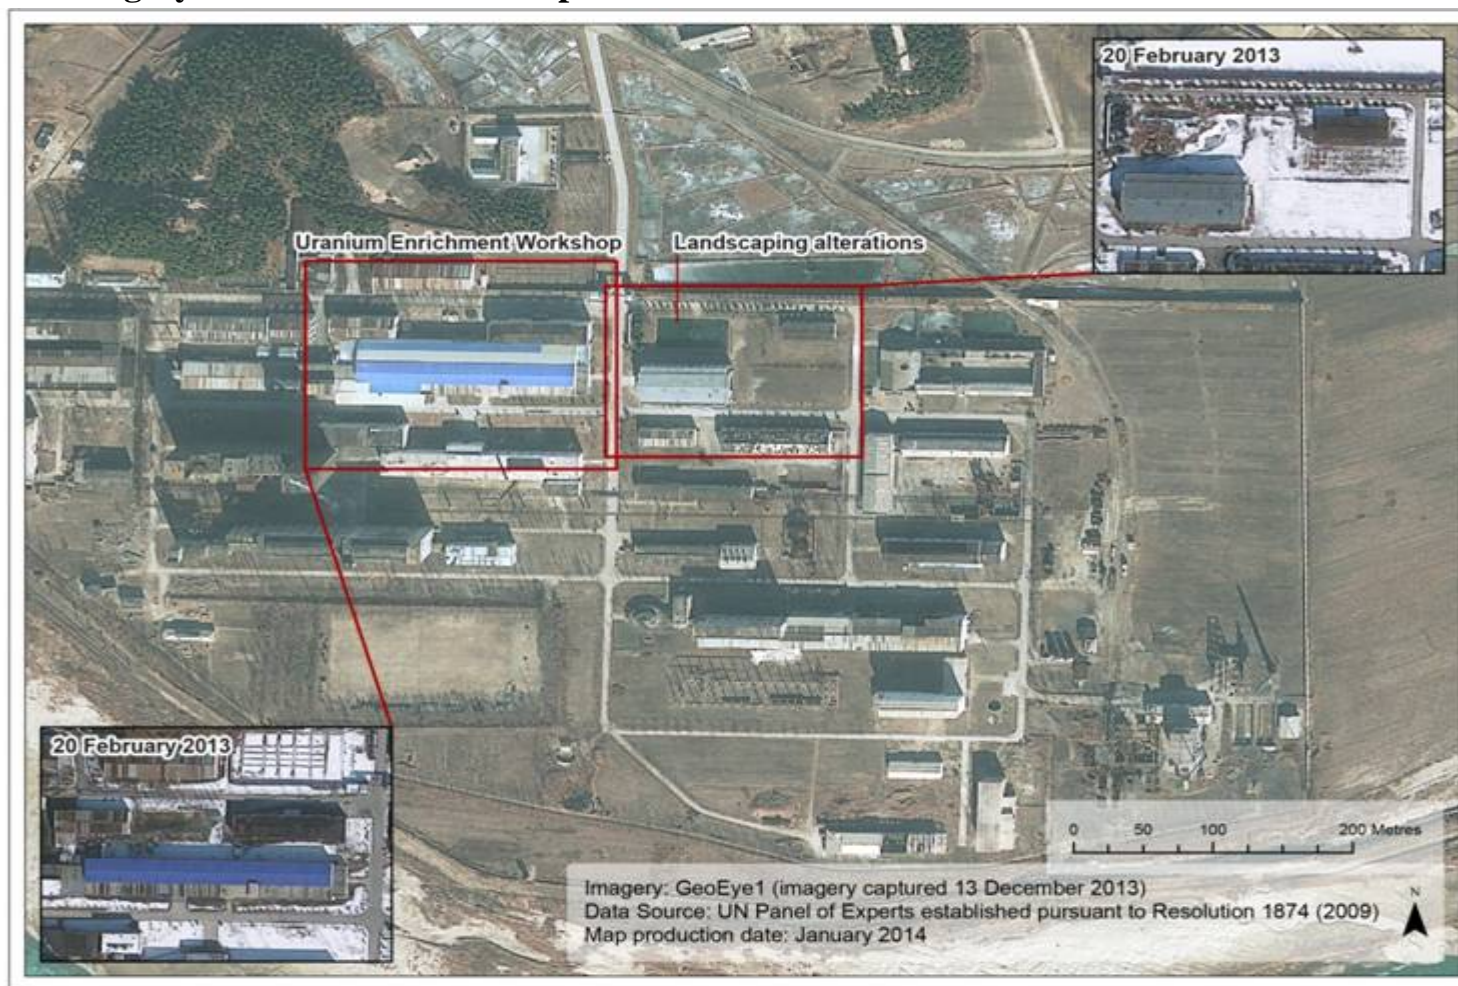 20 February 2013
Uranium Enrichment Workshop
Landscaping alterations
20 February 2013
0 50 100 200 Metres
Imagery: GeoEye1 (imagery captured 13 December 2013)
Data Source: UN Panel of Experts established pursuant to Resolution 1874 (2009)
Map production date: January 2014
N